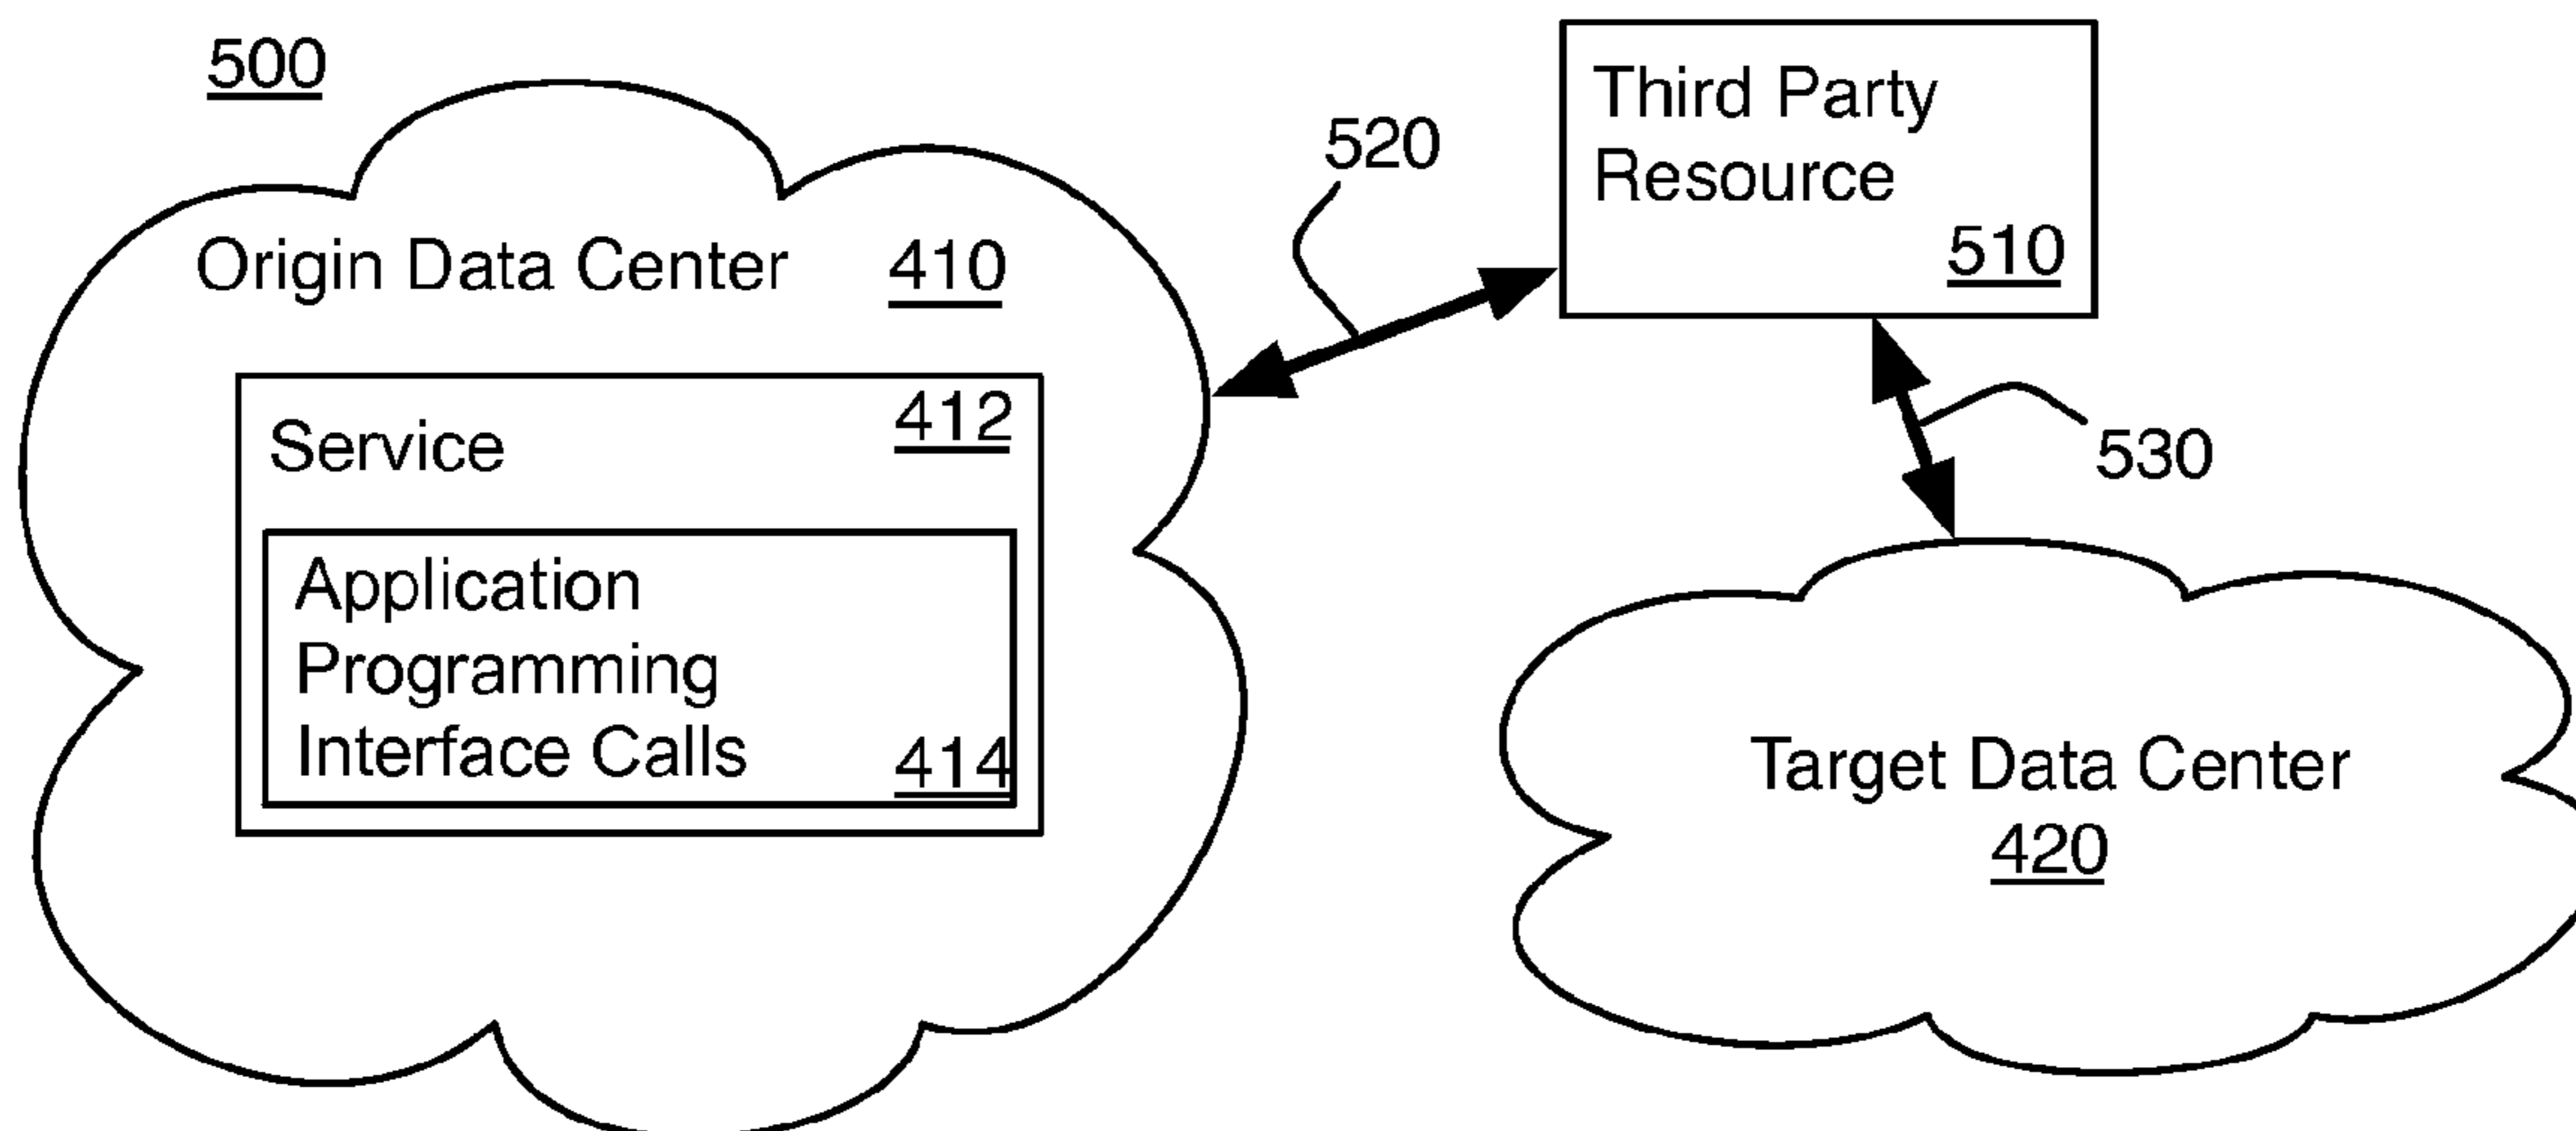 500
Third Party
Resource
510
520
Origin Data Center 410
412
Service
530
Application
Programming
Interface Calls 414
Target Data Center
420